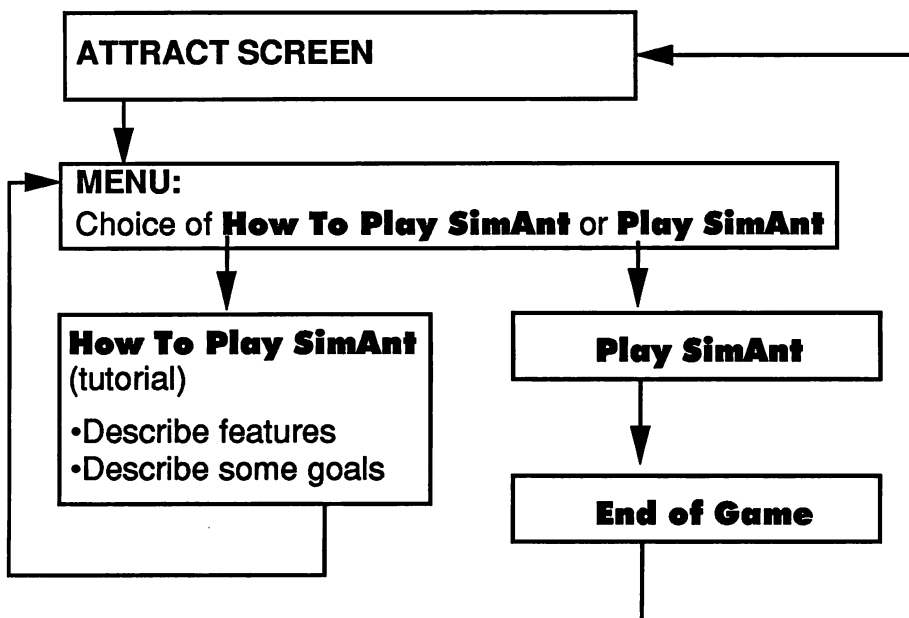 ATTRACT SCREEN
MENU:
Choice of How To Play SimAnt or Play SimAnt
How To Play SimAnt
(tutorial)
•Describe features
•Describe some goals
Play SimAnt
End of Game